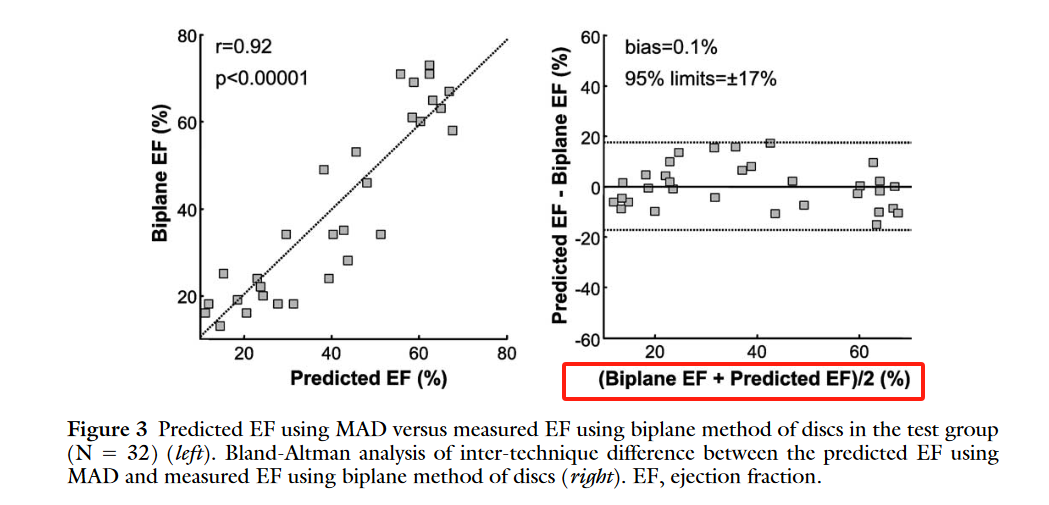 r=0.92
p<0.00001
80
60
40
20
Biplane EF (%)
20 40 60 80
Predicted EF (%)
bias=0.1%
95% limits=±17%
60
40
20
0
-20
-40
-60
Predicted EF - Biplane EF (%)
20 40 60
(Biplane EF + Predicted EF)/2 (%)
Figure 3 Predicted EF using MAD versus measured EF using biplane method of discs in the test group
(N = 32) (left). Bland-Altman analysis of inter-technique difference between the predicted EF using
MAD and measured EF using biplane method of discs (right). EF, ejection fraction.